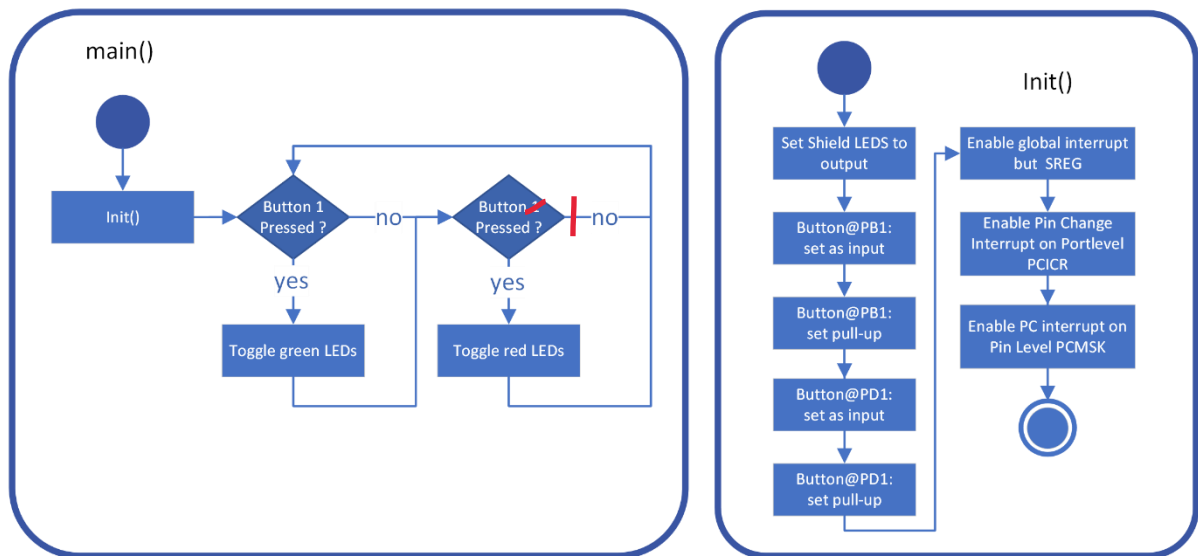 main()
Init()
Button 1
Pressed ?
no
yes
Toggle green LEDs
Button 1
Pressed ?
no
yes
Toggle red LEDs
Init()
Set Shield LEDS to
output
Button@PB1:
set as input
Button@PB1:
set pull-up
Button@PD1:
set as input
Button@PD1:
set pull-up
Enable global interrupt
but SREG
Enable Pin Change
Interrupt on Portlevel
PCICR
Enable PC interrupt on
Pin Level PCMSK